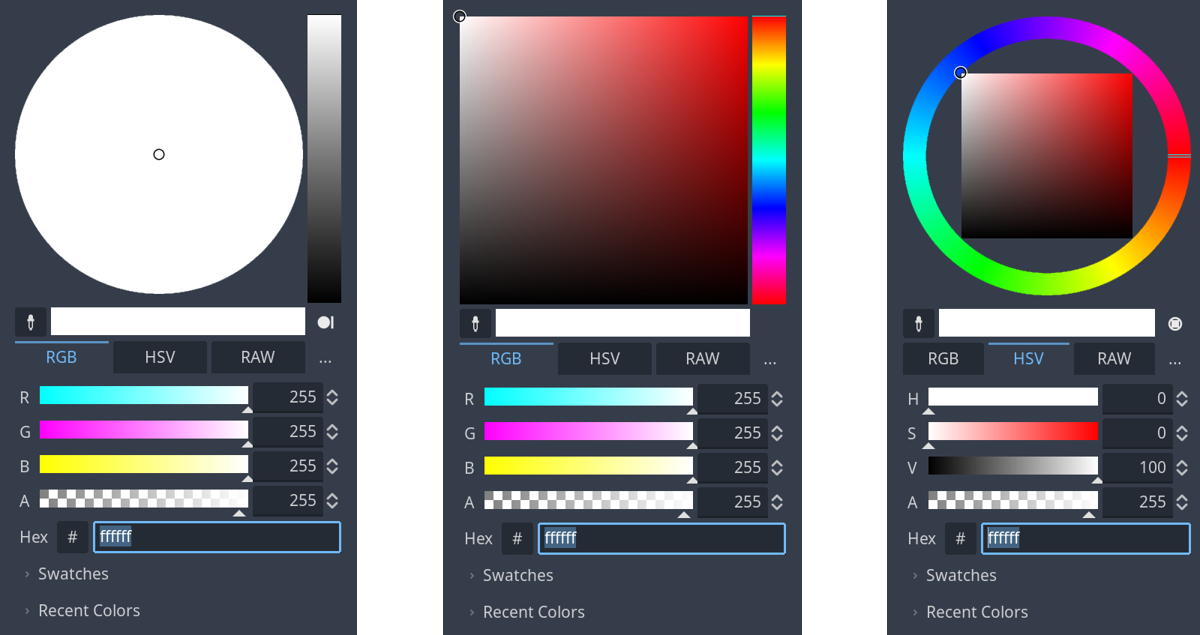 RGB HSV RAW ...
R 255
G 255
B 255
A 255
Hex # ffffff
Swatches
Recent Colors
RGB HSV RAW ...
R 255
G 255
B 255
A 255
Hex # ffffff
Swatches
Recent Colors
RGB HSV RAW ...
H 0
S 0
V 100
A 255
Hex # ffffff
Swatches
Recent Colors